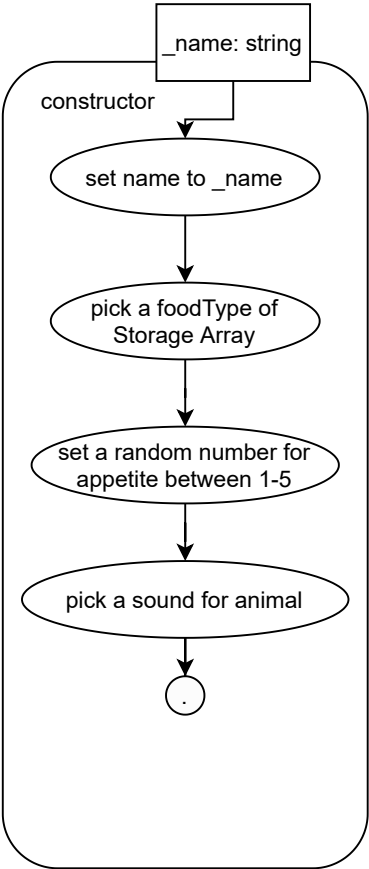 _name: string
constructor
set name to _name
pick a foodType of
Storage Array
set a random number for
appetite between 1-5
pick a sound for animal
.